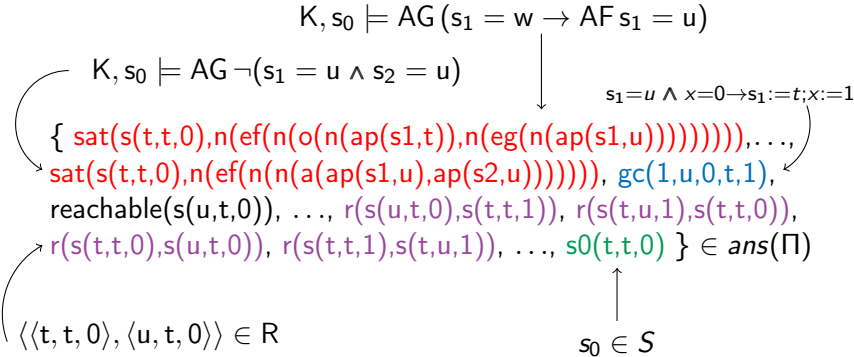 K, s₀ ⊨ AG (s₁ = w → AF s₁ = u)
K, s₀ ⊨ AG ¬(s₁ = u ∧ s₂ = u)
s₁=u ∧ x=0→s₁:=t;x:=1
{ sat(s(t,t,0),n(ef(n(o(n(ap(s1,t)),n(eg(n(ap(s1,u))))))))),...,
sat(s(t,t,0),n(ef(n(n(a(ap(s1,u),ap(s2,u))))))), gc(1,u,0,t,1),
reachable(s(u,t,0)), ..., r(s(u,t,0),s(t,t,1)), r(s(t,u,1),s(t,t,0)),
r(s(t,t,0),s(u,t,0)), r(s(t,t,1),s(t,u,1)), ..., s0(t,t,0) } ∈ ans(Π)
⟨⟨t, t, 0⟩, ⟨u, t, 0⟩⟩ ∈ R
s₀ ∈ S